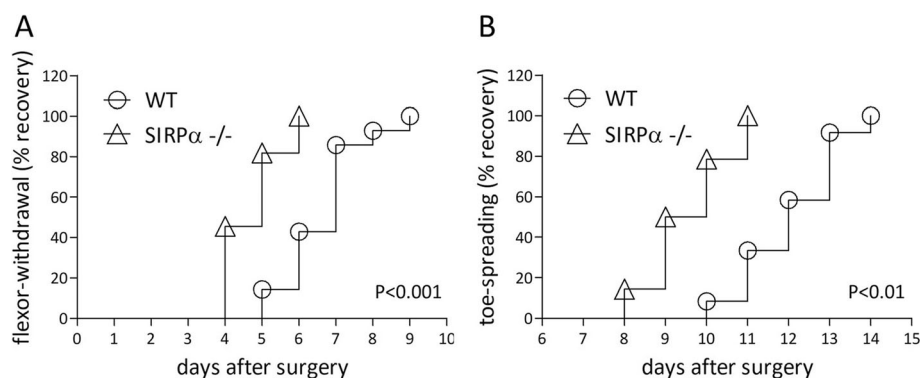 A
flexor-withdrawal (% recovery)
120
100
80
60
40
20
0
WT
SIRPα -/-
P<0.001
0 1 2 3 4 5 6 7 8 9 10
days after surgery
B
toe-spreading (% recovery)
120
100
80
60
40
20
0
WT
SIRPα -/-
P<0.01
6 7 8 9 10 11 12 13 14 15
days after surgery